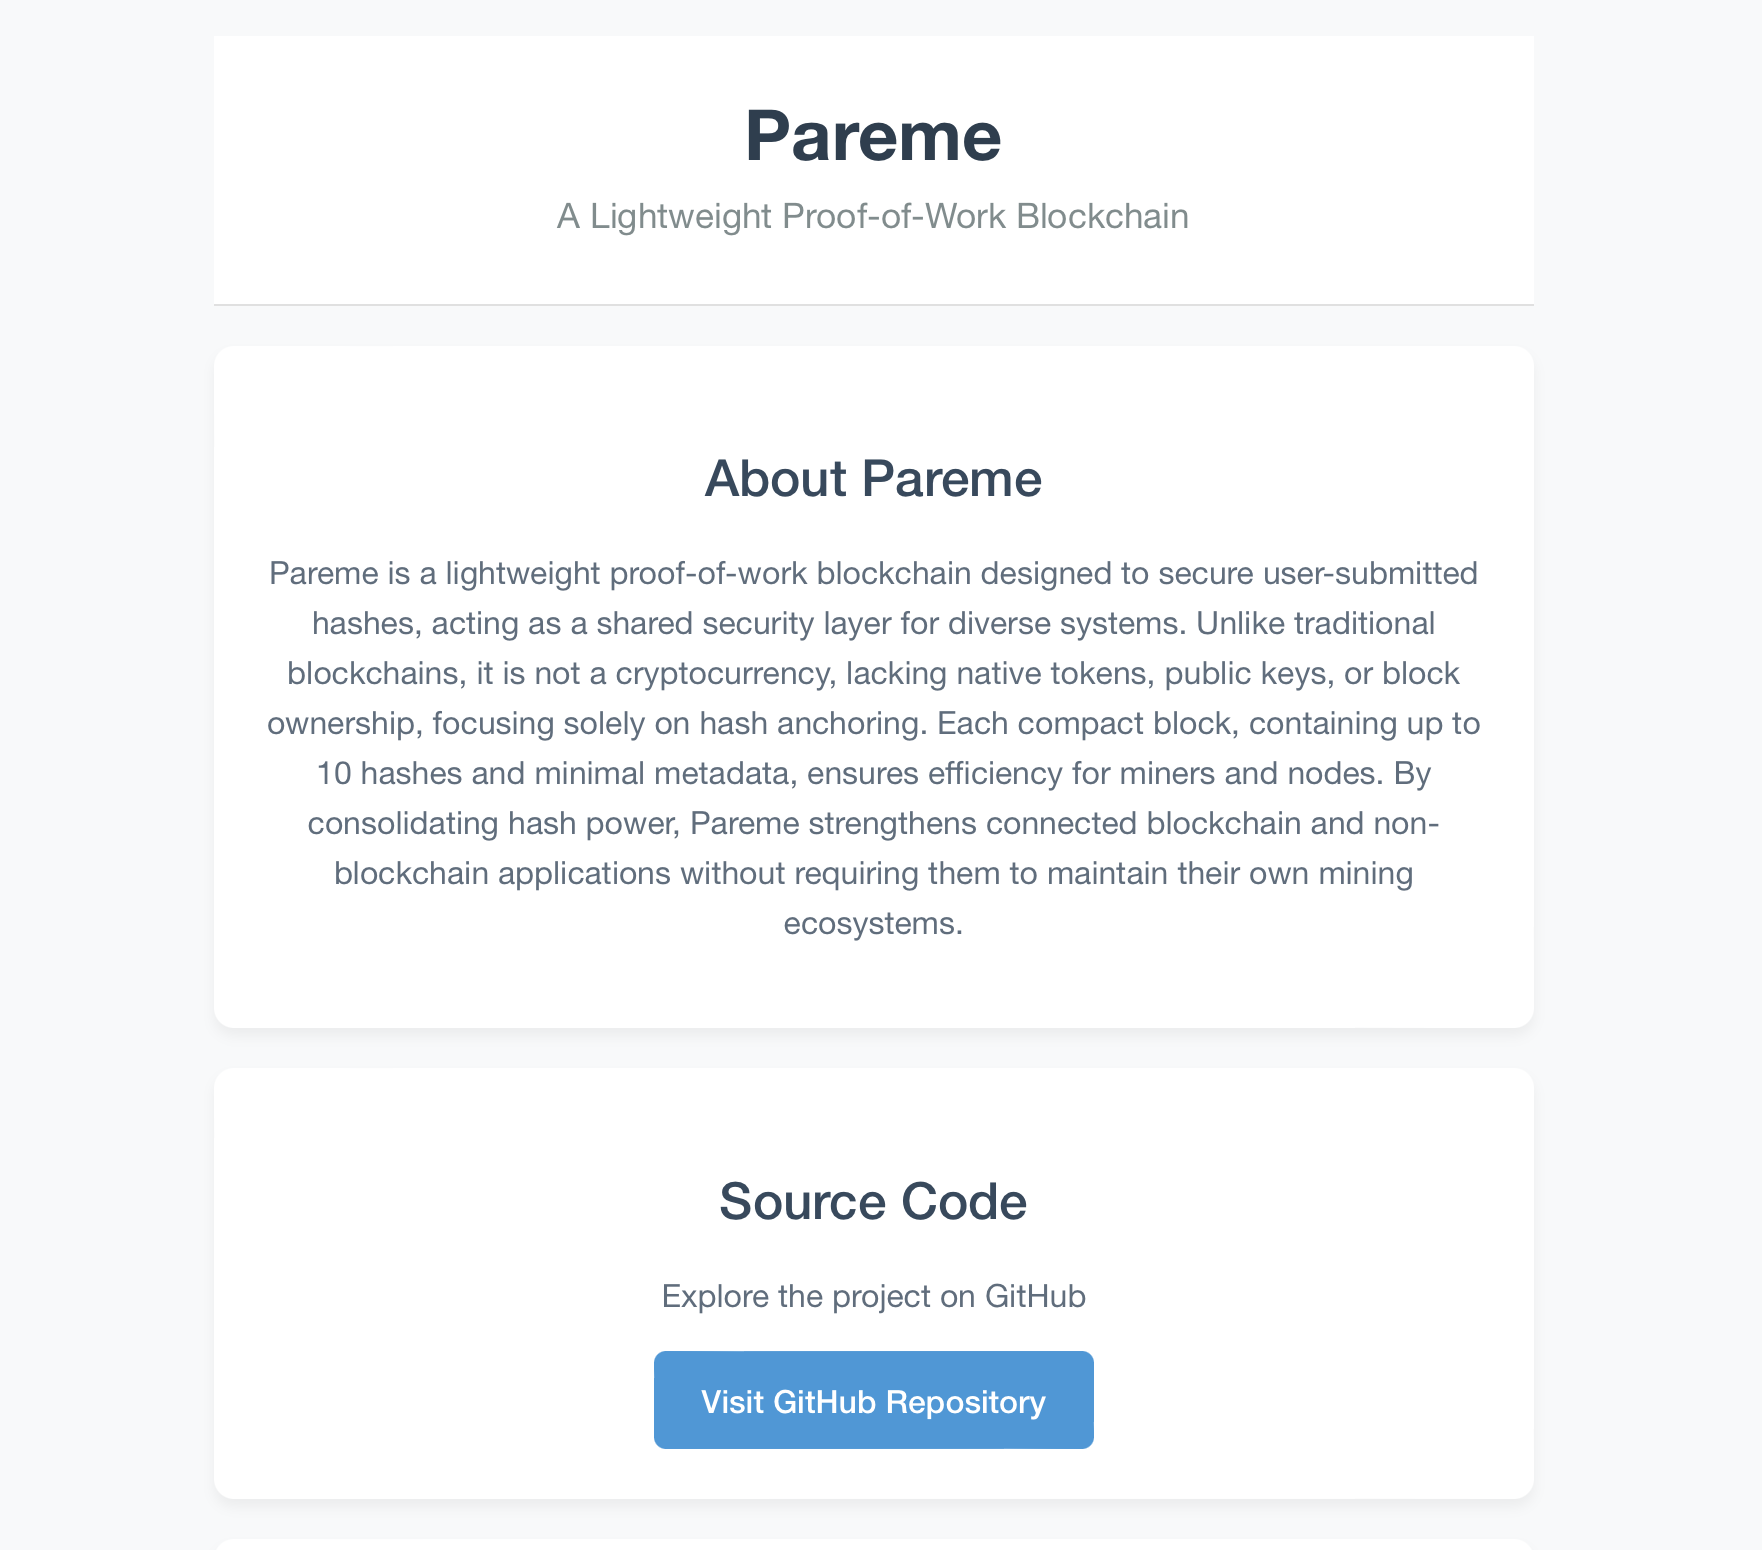 Pareme
A Lightweight Proof-of-Work Blockchain
About Pareme
Pareme is a lightweight proof-of-work blockchain designed to secure user-submitted
hashes, acting as a shared security layer for diverse systems. Unlike traditional
blockchains, it is not a cryptocurrency, lacking native tokens, public keys, or block
ownership, focusing solely on hash anchoring. Each compact block, containing up to
10 hashes and minimal metadata, ensures efficiency for miners and nodes. By
consolidating hash power, Pareme strengthens connected blockchain and non-
blockchain applications without requiring them to maintain their own mining
ecosystems.
Source Code
Explore the project on GitHub
Visit GitHub Repository